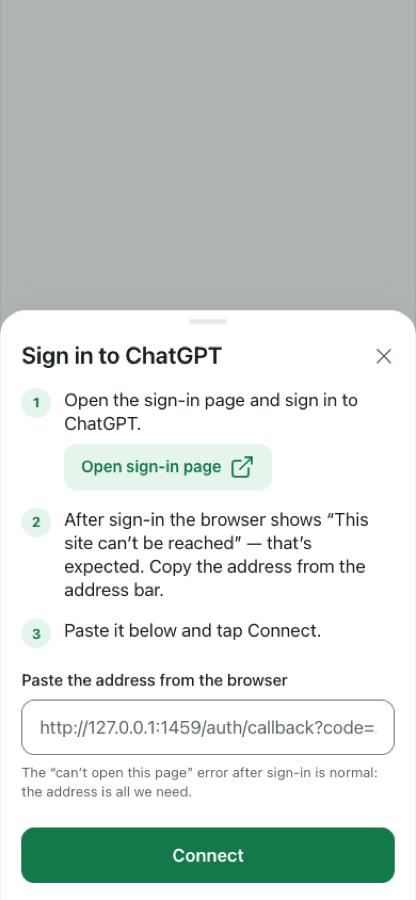 Sign in to ChatGPT
1
Open the sign-in page and sign in to
ChatGPT.
Open sign-in page
2
After sign-in the browser shows “This
site can’t be reached” — that’s
expected. Copy the address from the
address bar.
3
Paste it below and tap Connect.
Paste the address from the browser
http://127.0.0.1:1459/auth/callback?code=
The “can’t open this page” error after sign-in is normal:
the address is all we need.
Connect